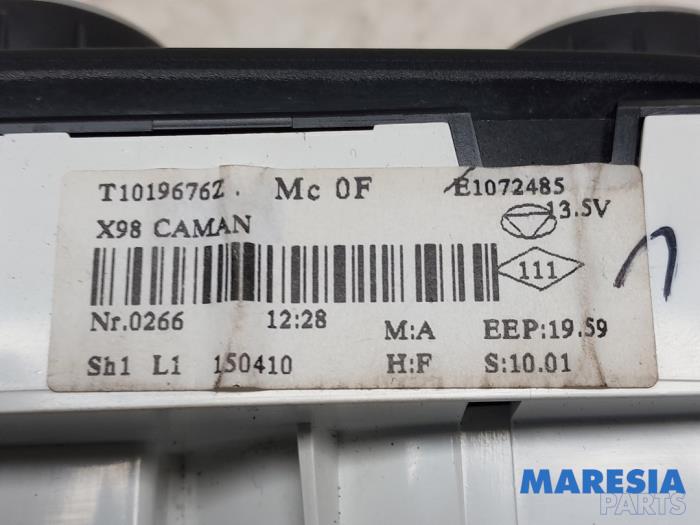 T1019676Z. Mc 0F E1072485
X98 CAMAN 13.5V
111
Nr.0266 12:28 M:A EEP:19.59
Sh1 L1 150410 H:F S:10.01
MARESIA
PARTS